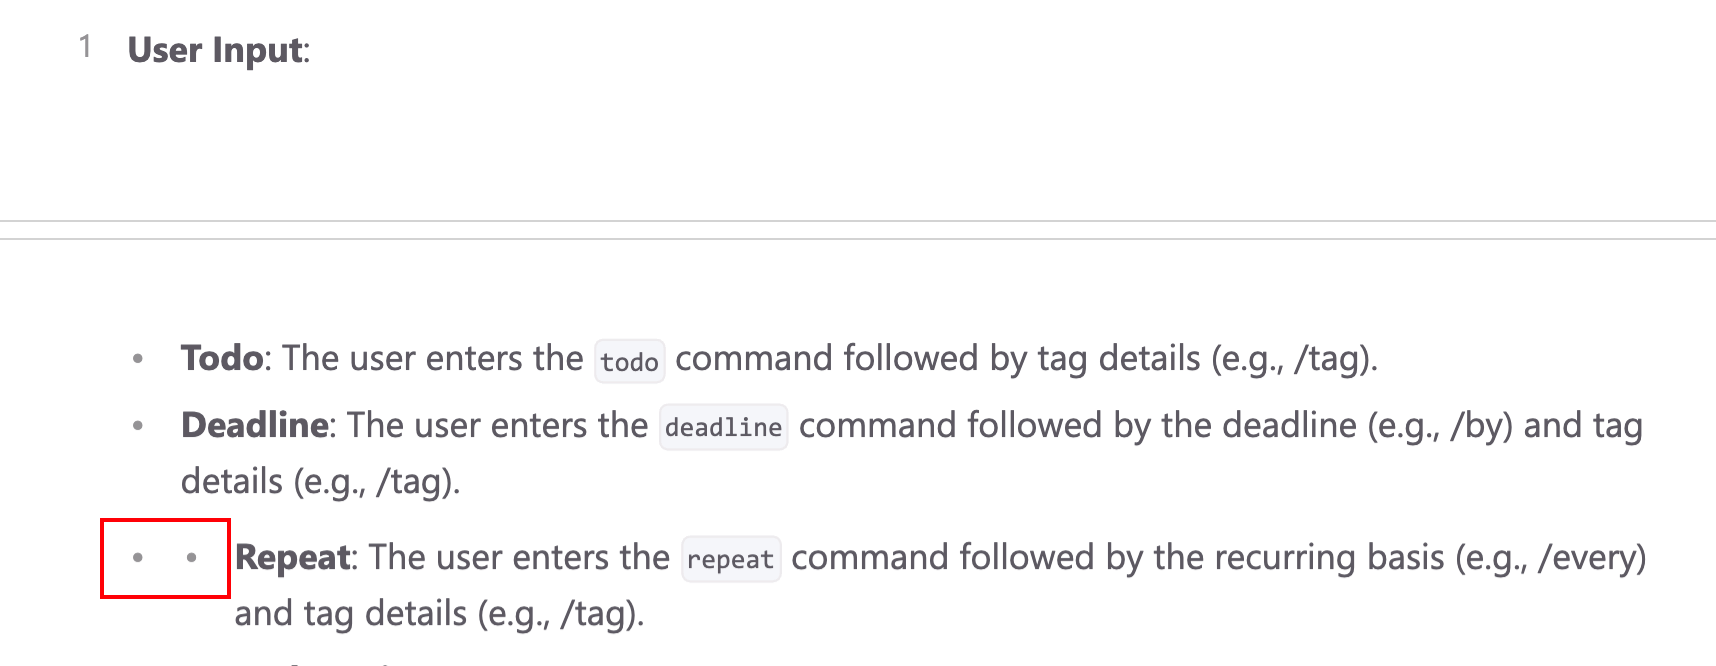 1 User Input:
• Todo: The user enters the todo command followed by tag details (e.g., /tag).
• Deadline: The user enters the deadline command followed by the deadline (e.g., /by) and tag
details (e.g., /tag).
• • Repeat: The user enters the repeat command followed by the recurring basis (e.g., /every)
and tag details (e.g., /tag).